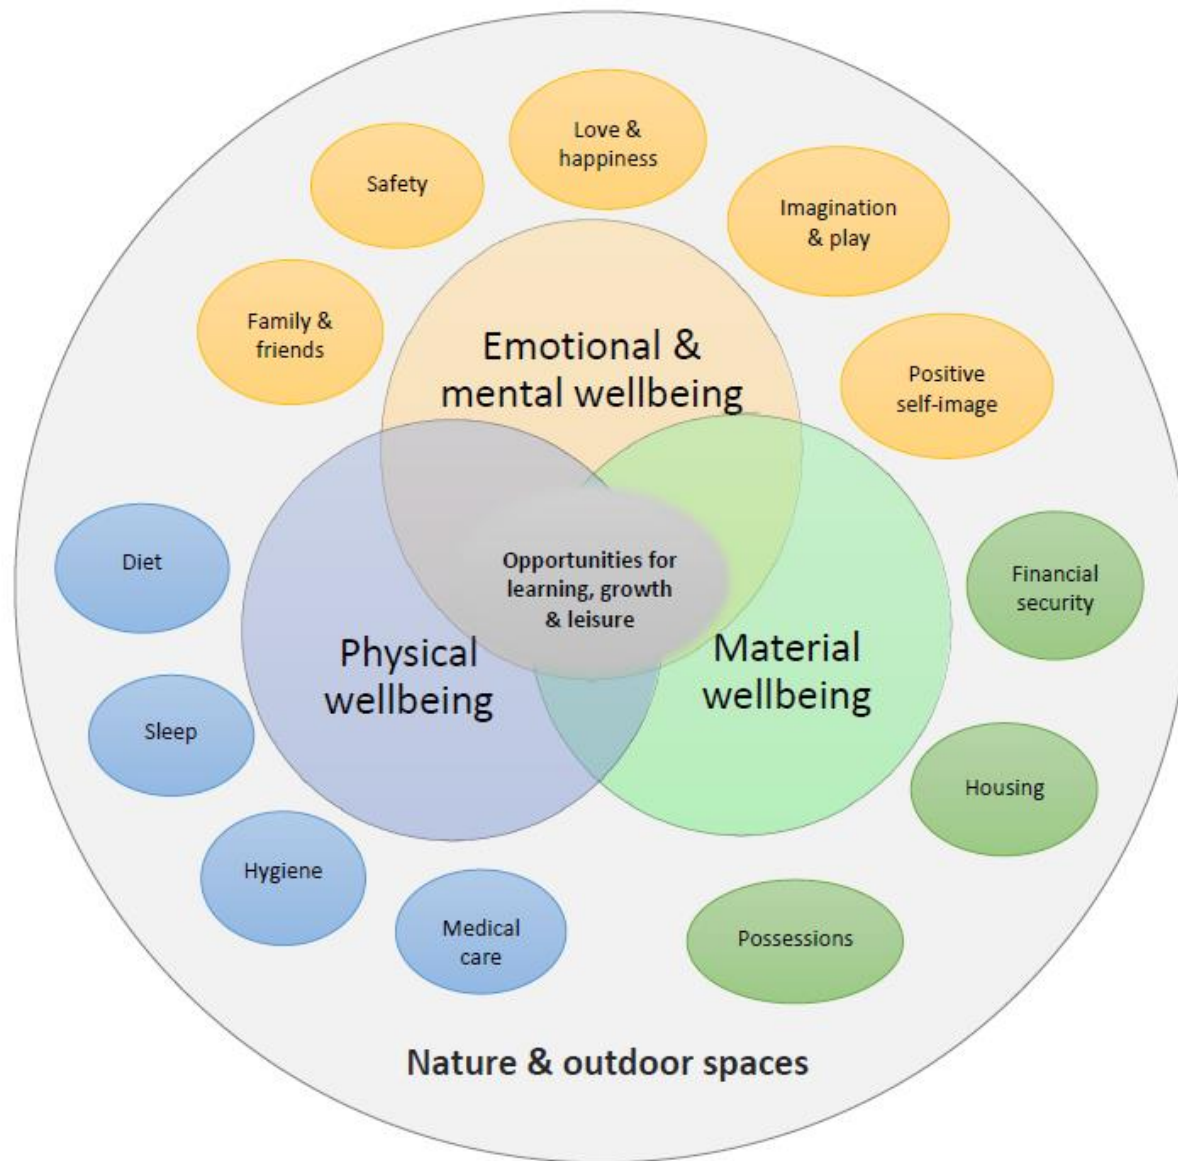 Love &
happiness
Safety
Imagination
& play
Family &
friends
Emotional &
mental wellbeing
Positive
self-image
Diet
Opportunities for
learning, growth
& leisure
Financial
security
Physical
wellbeing
Material
wellbeing
Sleep
Housing
Hygiene
Medical
care
Possessions
Nature & outdoor spaces